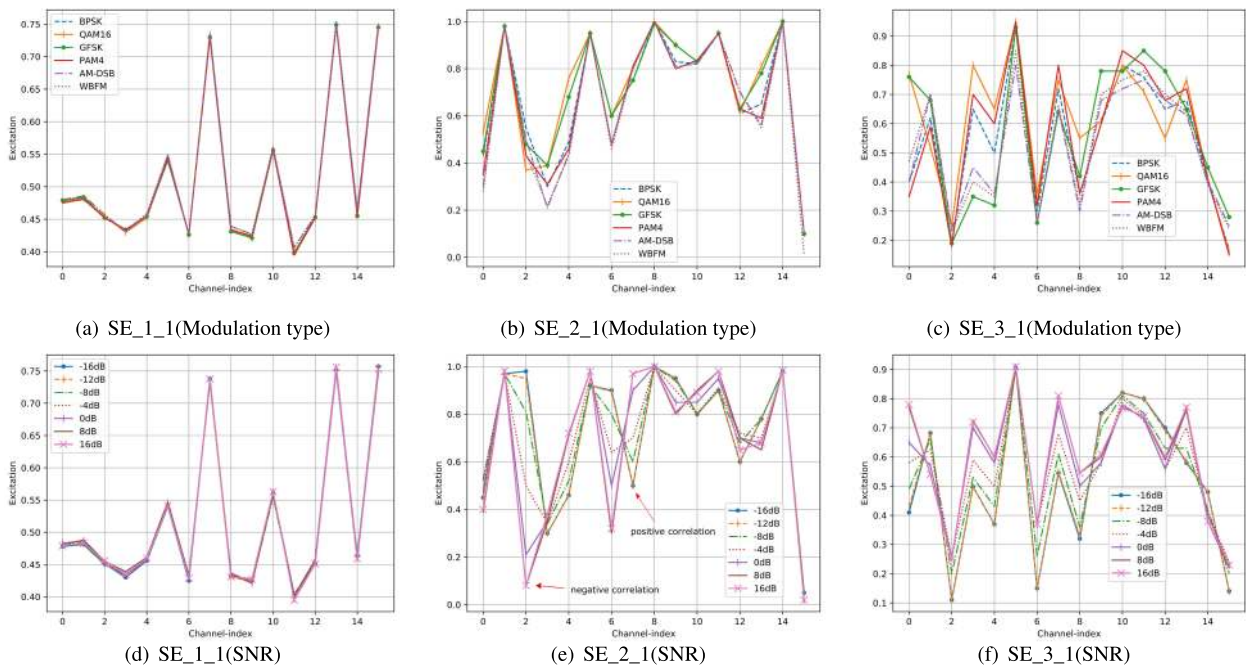 0.75
0.70
0.65
0.60
0.55
0.50
0.45
0.40
Excitation
BPSK
QAM16
GFSK
PAM4
AM-DSB
WBFM
0 2 4 6 8 10 12 14
Channel-index
(a) SE_1_1(Modulation type)
1.0
0.8
0.6
0.4
0.2
0.0
Excitation
BPSK
QAM16
GFSK
PAM4
AM-DSB
WBFM
0 2 4 6 8 10 12 14
Channel-index
(b) SE_2_1(Modulation type)
0.9
0.8
0.7
0.6
0.5
0.4
0.3
0.2
Excitation
BPSK
QAM16
GFSK
PAM4
AM-DSB
WBFM
0 2 4 6 8 10 12 14
Channel-index
(c) SE_3_1(Modulation type)
0.75
0.70
0.65
0.60
0.55
0.50
0.45
0.40
Excitation
-16dB
-12dB
-8dB
-4dB
0dB
8dB
16dB
0 2 4 6 8 10 12 14
Channel-index
(d) SE_1_1(SNR)
1.0
0.8
0.6
0.4
0.2
0.0
Excitation
positive correlation
negative correlation
-16dB
-12dB
-8dB
-4dB
0dB
8dB
16dB
0 2 4 6 8 10 12 14
Channel-index
(e) SE_2_1(SNR)
0.9
0.8
0.7
0.6
0.5
0.4
0.3
0.2
0.1
Excitation
-16dB
-12dB
-8dB
-4dB
0dB
8dB
16dB
0 2 4 6 8 10 12 14
Channel-index
(f) SE_3_1(SNR)